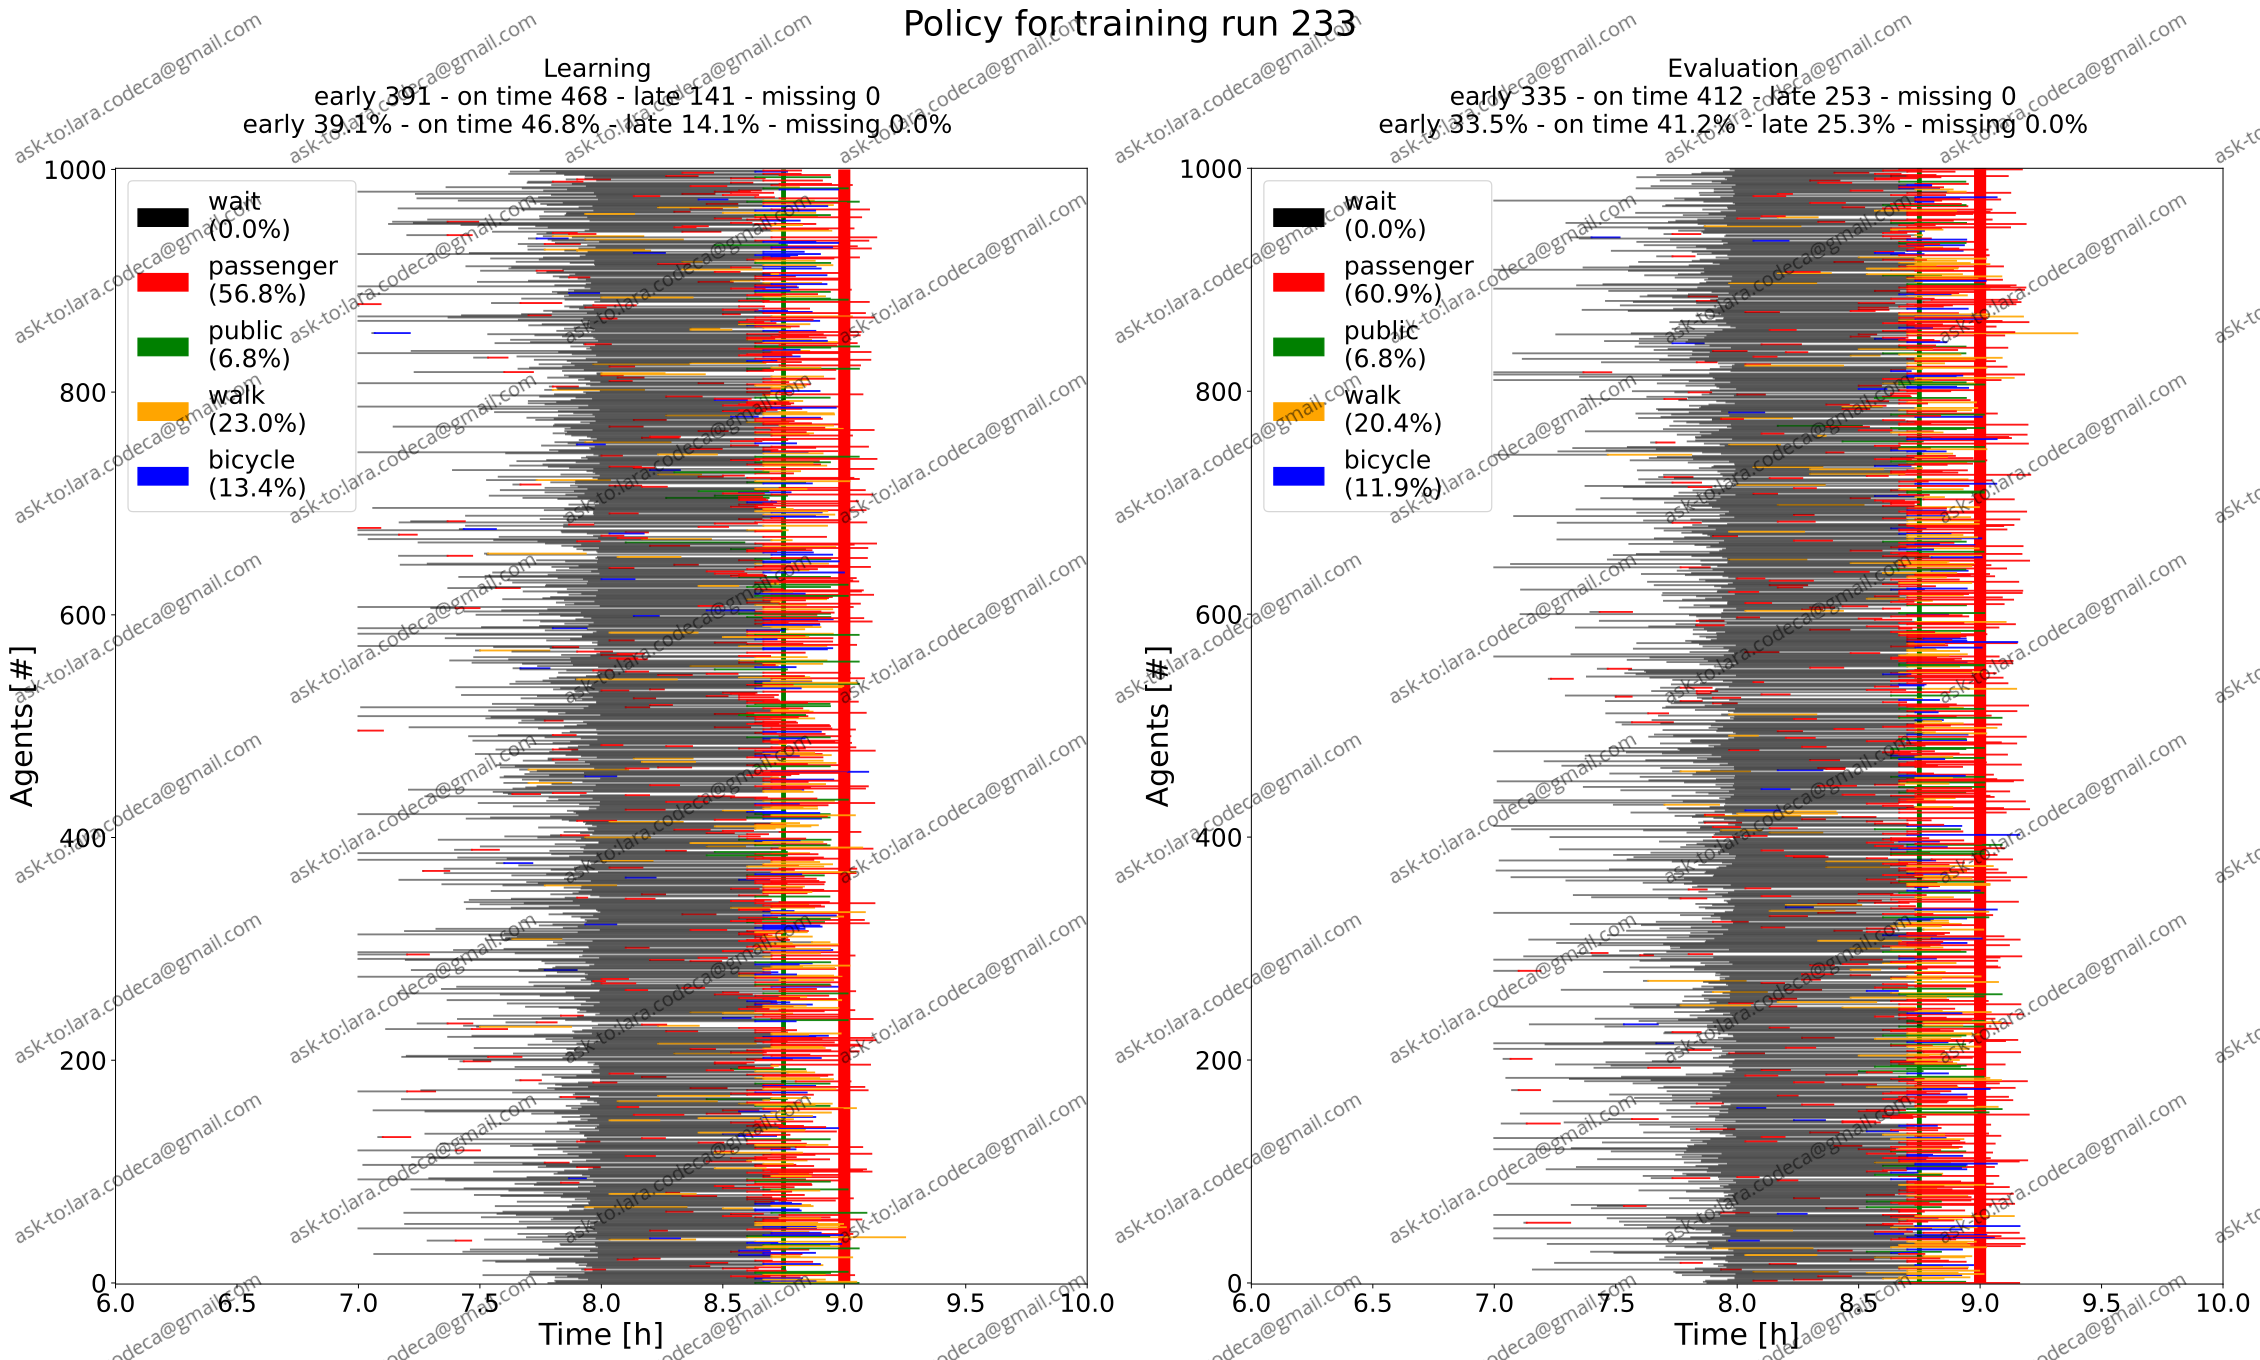 Policy for training run 233
Learning
early 391 - on time 468 - late 141 - missing 0
early 39.1% - on time 46.8% - late 14.1% - missing 0.0%
Agents [#]
1000
800
600
400
200
0
wait
(0.0%)
passenger
(56.8%)
public
(6.8%)
walk
(23.0%)
bicycle
(13.4%)
6.0 6.5 7.0 7.5 8.0 8.5 9.0 9.5 10.0
Time [h]
Evaluation
early 335 - on time 412 - late 253 - missing 0
early 33.5% - on time 41.2% - late 25.3% - missing 0.0%
Agents [#]
1000
800
600
400
200
0
wait
(0.0%)
passenger
(60.9%)
public
(6.8%)
walk
(20.4%)
bicycle
(11.9%)
6.0 6.5 7.0 7.5 8.0 8.5 9.0 9.5 10.0
Time [h]
ask-to:lara.codeca@gmail.com